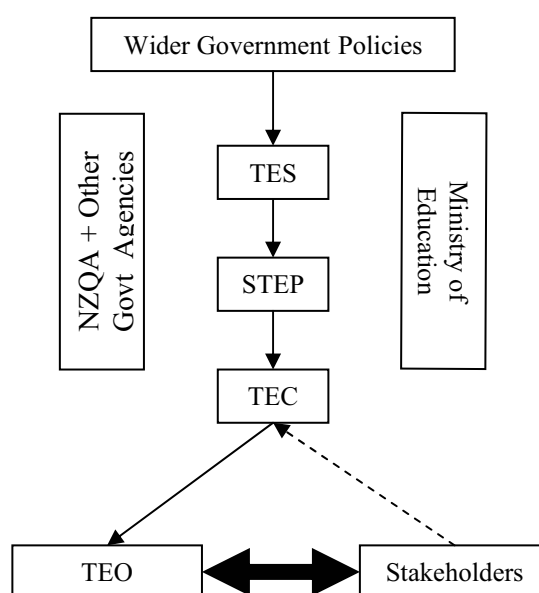 Wider Government Policies
NZQA + Other
Govt Agencies
TES
Ministry of
Education
STEP
TEC
TEO
Stakeholders